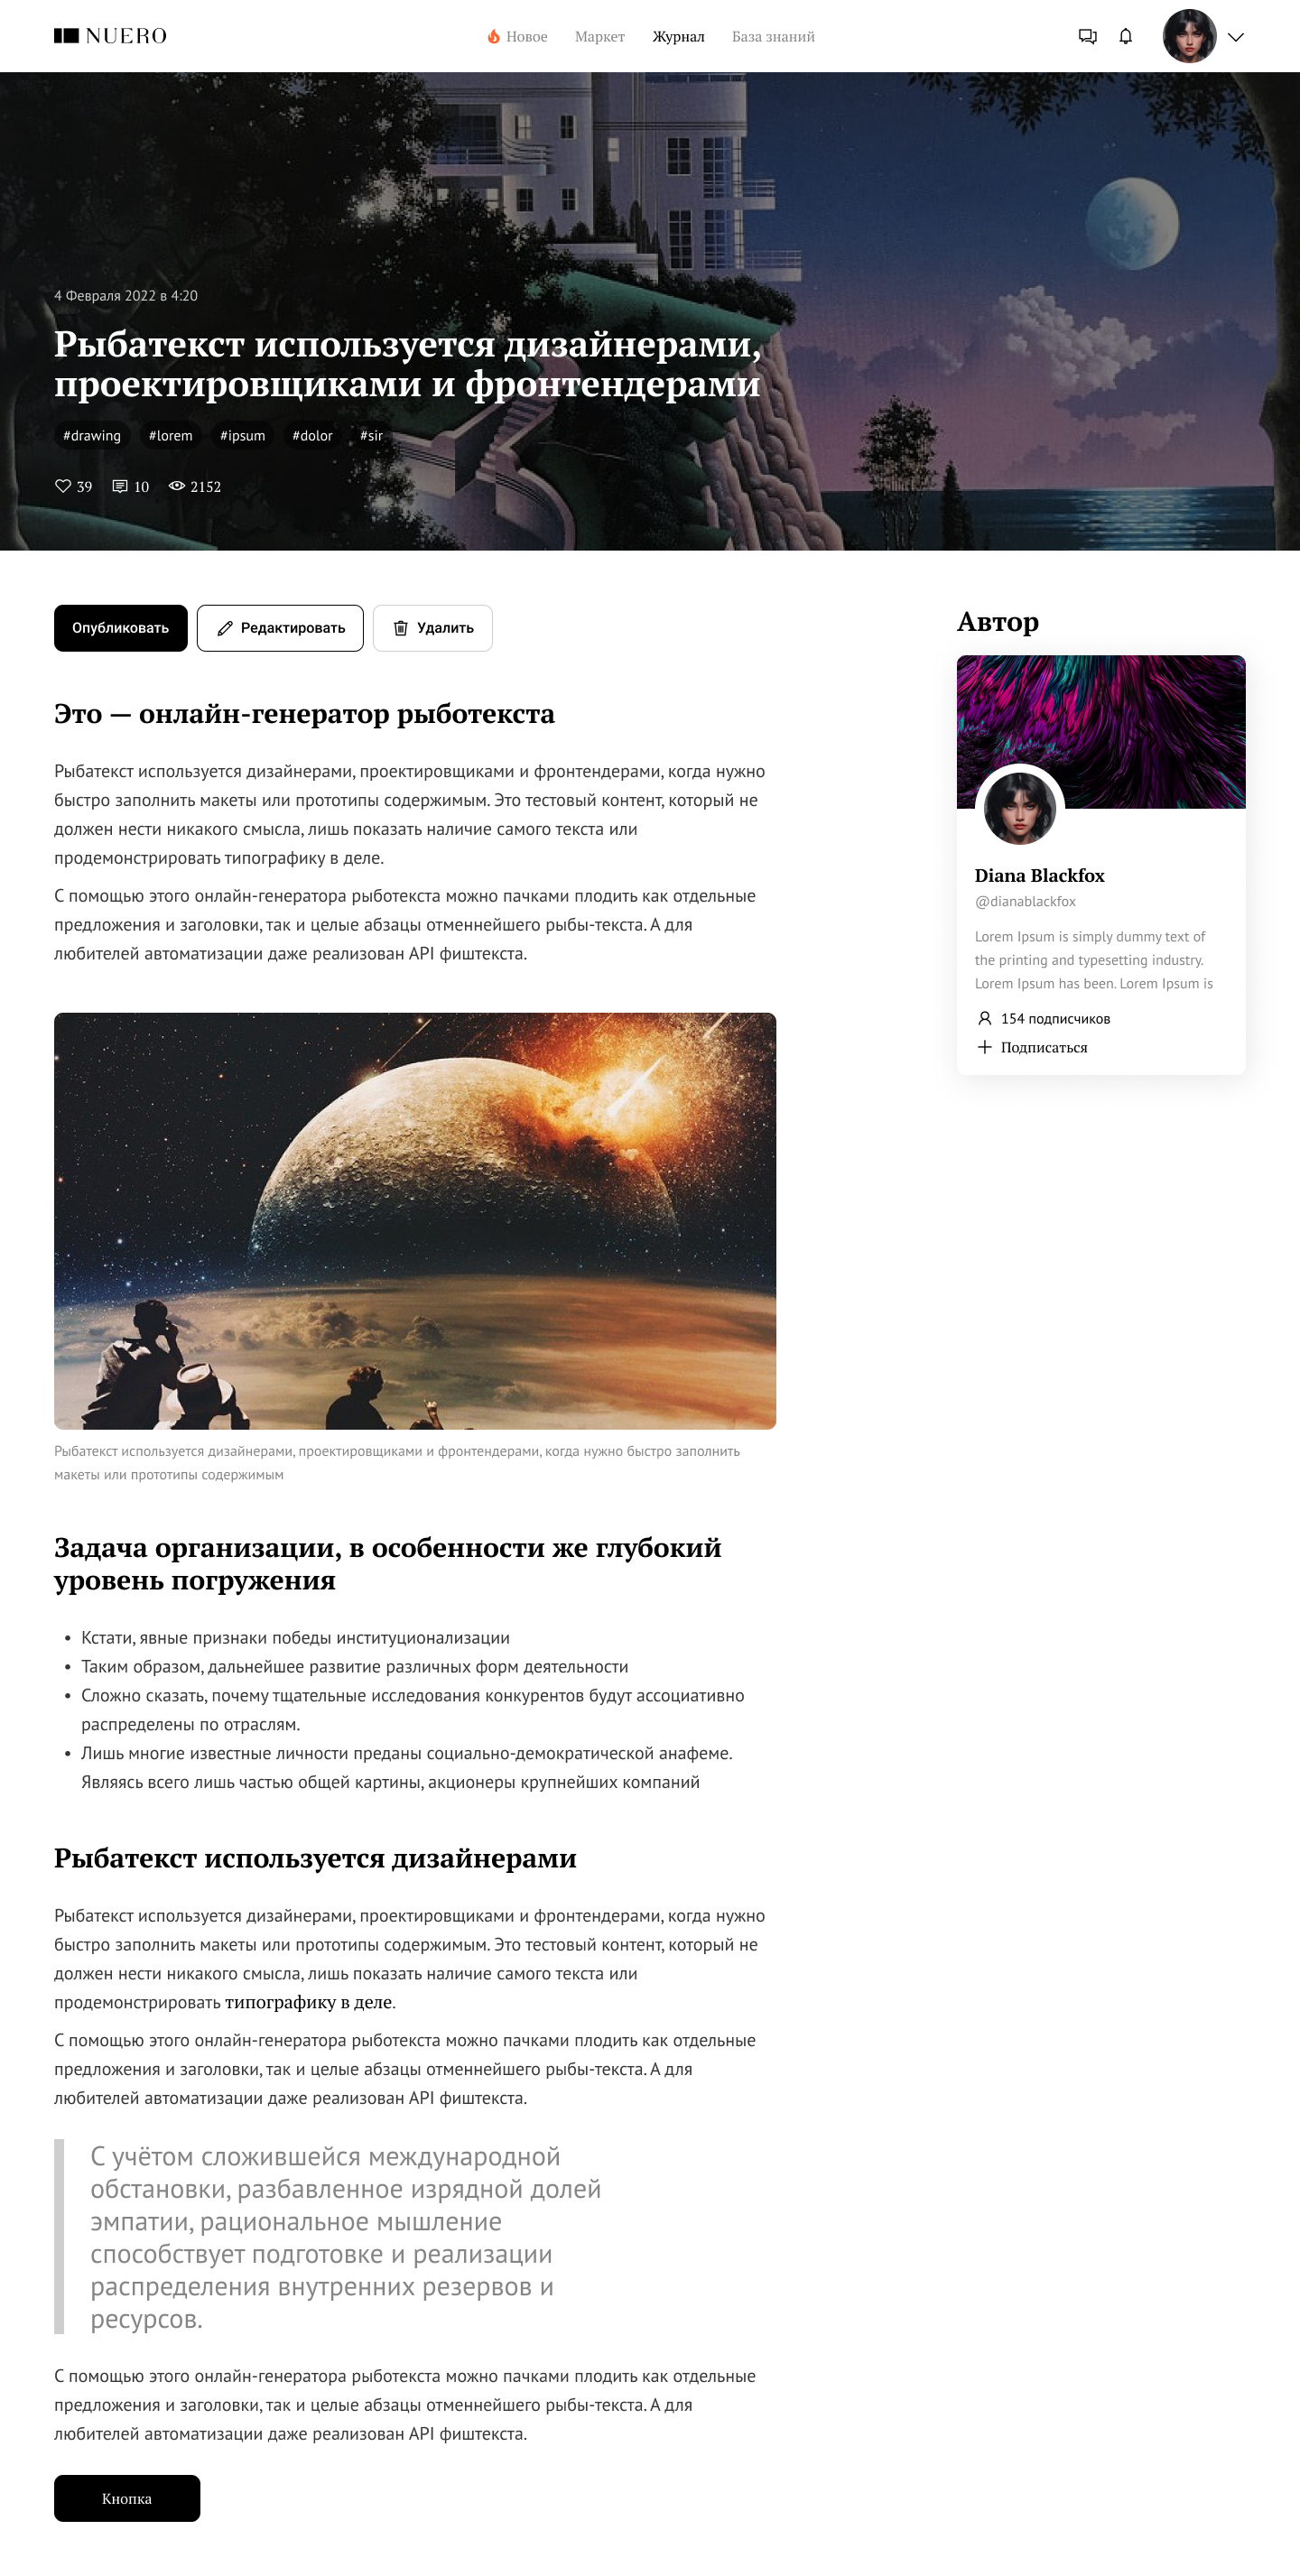 NUERO
Новое
Маркет
Журнал
База знаний
4 Февраля 2022 в 4:20
Рыбатекст используется дизайнерами,
проектировщиками и фронтендерами
#drawing
#lorem
#ipsum
#dolor
#sir
39
10
2152
Опубликовать
Редактировать
Удалить
Это — онлайн-генератор рыботекста
Рыбатекст используется дизайнерами, проектировщиками и фронтендерами, когда нужно
быстро заполнить макеты или прототипы содержимым. Это тестовый контент, который не
должен нести никакого смысла, лишь показать наличие самого текста или
продемонстрировать типографику в деле.
С помощью этого онлайн-генератора рыботекста можно пачками плодить как отдельные
предложения и заголовки, так и целые абзацы отменнейшего рыбы-текста. А для
любителей автоматизации даже реализован API фиштекста.
Рыбатекст используется дизайнерами, проектировщиками и фронтендерами, когда нужно быстро заполнить
макеты или прототипы содержимым
Задача организации, в особенности же глубокий
уровень погружения
• Кстати, явные признаки победы институционализации
• Таким образом, дальнейшее развитие различных форм деятельности
• Сложно сказать, почему тщательные исследования конкурентов будут ассоциативно
распределены по отраслям.
• Лишь многие известные личности преданы социально-демократической анафеме.
Являясь всего лишь частью общей картины, акционеры крупнейших компаний
Рыбатекст используется дизайнерами
Рыбатекст используется дизайнерами, проектировщиками и фронтендерами, когда нужно
быстро заполнить макеты или прототипы содержимым. Это тестовый контент, который не
должен нести никакого смысла, лишь показать наличие самого текста или
продемонстрировать типографику в деле.
С помощью этого онлайн-генератора рыботекста можно пачками плодить как отдельные
предложения и заголовки, так и целые абзацы отменнейшего рыбы-текста. А для
любителей автоматизации даже реализован API фиштекста.
С учётом сложившейся международной
обстановки, разбавленное изрядной долей
эмпатии, рациональное мышление
способствует подготовке и реализации
распределения внутренних резервов и
ресурсов.
С помощью этого онлайн-генератора рыботекста можно пачками плодить как отдельные
предложения и заголовки, так и целые абзацы отменнейшего рыбы-текста. А для
любителей автоматизации даже реализован API фиштекста.
Кнопка
Автор
Diana Blackfox
@dianablackfox
Lorem Ipsum is simply dummy text of
the printing and typesetting industry.
Lorem Ipsum has been. Lorem Ipsum is
154 подписчиков
Подписаться